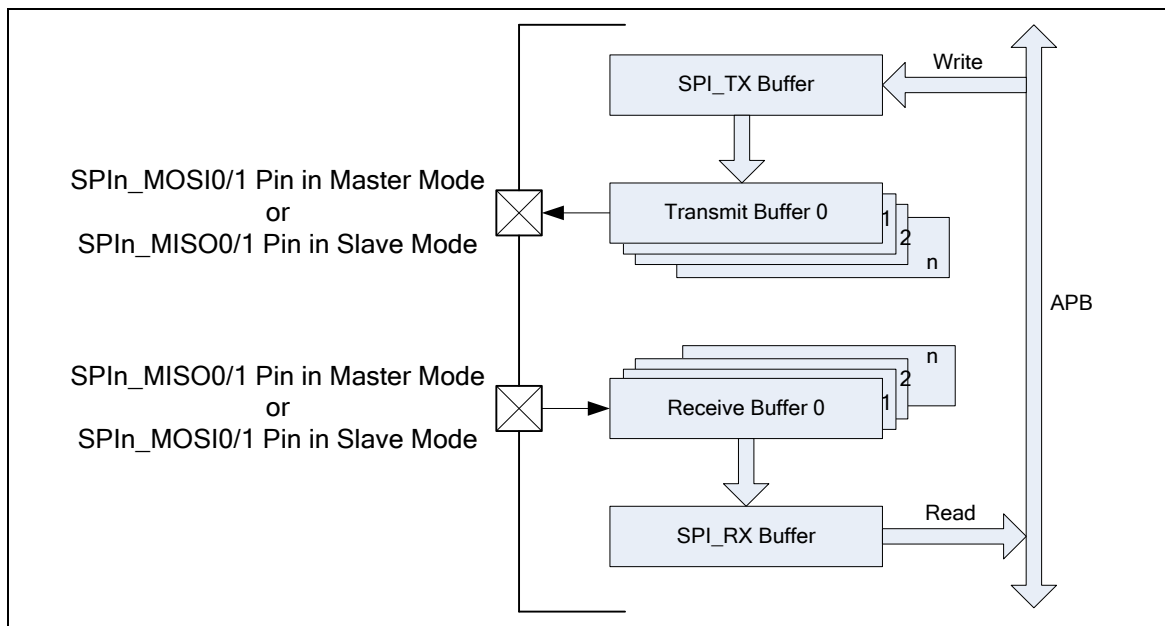 Write
SPI_TX Buffer
SPIn_MOSI0/1 Pin in Master Mode
or
SPIn_MISO0/1 Pin in Slave Mode
Transmit Buffer 0
1
2
n
APB
SPIn_MISO0/1 Pin in Master Mode
or
SPIn_MOSI0/1 Pin in Slave Mode
n
2
1
Receive Buffer 0
SPI_RX Buffer
Read